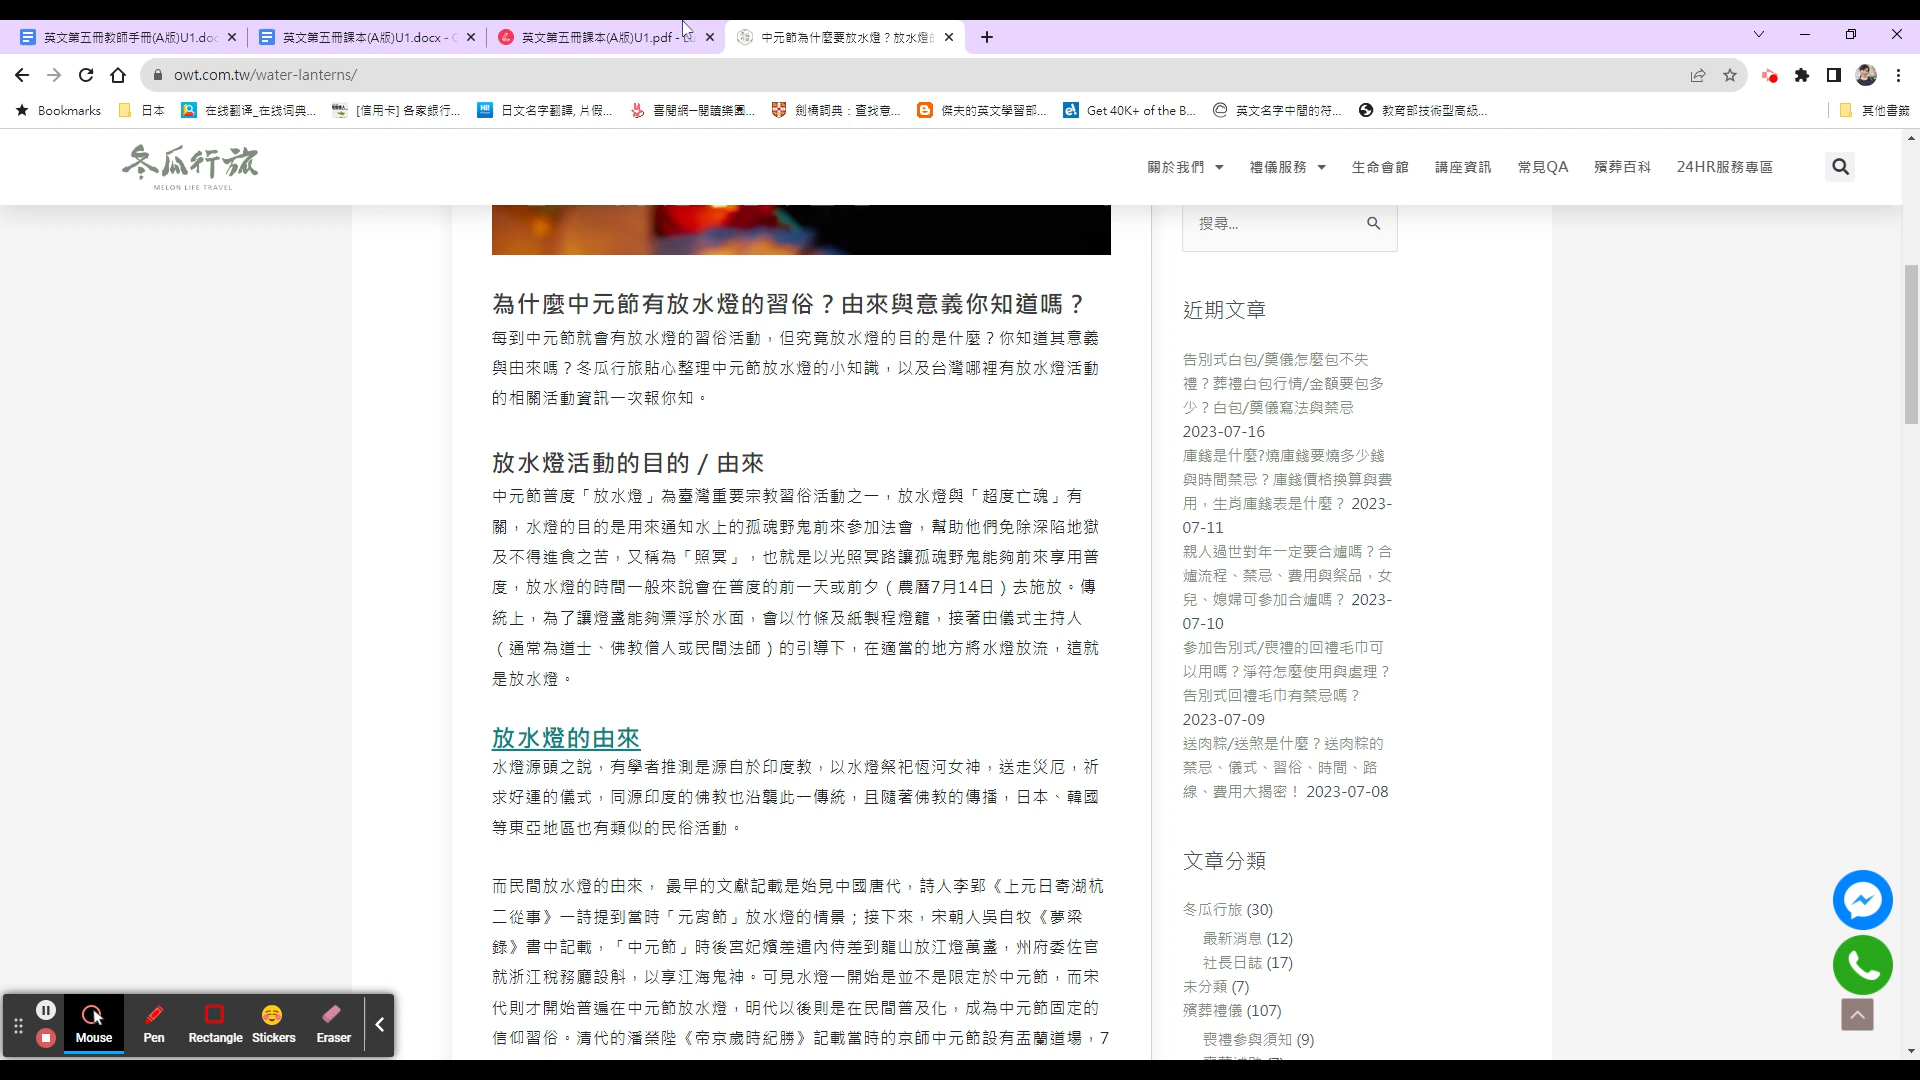 英文第五冊教師手冊(A版)U1.doc
英文第五冊課本(A版)U1.docx - G
英文第五冊課本(A版)U1.pdf -
中元節為什麼要放水燈？放水燈
owt.com.tw/water-lanterns/
Bookmarks
日本
在线翻译_在线词典...
[信用卡] 各家銀行...
日文名字翻譯, 片假...
喜閱網—閱讀樂園...
劍橋詞典：查找意...
傑夫的英文學習部...
Get 40K+ of the B...
英文名字中間的符...
教育部技術型高級...
其他書籤
冬瓜行旅
MELON LIFE TRAVEL
關於我們
禮儀服務
生命會館
講座資訊
常見QA
殯葬百科
24HR服務專區
搜尋...
為什麼中元節有放水燈的習俗？由來與意義你知道嗎？
每到中元節就會有放水燈的習俗活動，但究竟放水燈的目的是什麼？你知道其意義
與由來嗎？冬瓜行旅貼心整理中元節放水燈的小知識，以及台灣哪裡有放水燈活動
的相關活動資訊一次報你知。
放水燈活動的目的 / 由來
中元節普度「放水燈」為臺灣重要宗教習俗活動之一，放水燈與「超度亡魂」有
關，水燈的目的是用來通知水上的孤魂野鬼前來參加法會，幫助他們免除深陷地獄
及不得進食之苦，又稱為「照冥」，也就是以光照冥路讓孤魂野鬼能夠前來享用普
度，放水燈的時間一般來說會在普度的前一天或前夕（農曆7月14日）去施放。傳
統上，為了讓燈盞能夠漂浮於水面，會以竹條及紙製程燈籠，接著由儀式主持人
（通常為道士、佛教僧人或民間法師）的引導下，在適當的地方將水燈放流，這就
是放水燈。
放水燈的由來
水燈源頭之說，有學者推測是源自於印度教，以水燈祭祀恆河女神，送走災厄，祈
求好運的儀式，同源印度的佛教也沿襲此一傳統，且隨著佛教的傳播，日本、韓國
等東亞地區也有類似的民俗活動。
而民間放水燈的由來， 最早的文獻記載是始見中國唐代，詩人李郢《上元日寄湖杭
二從事》一詩提到當時「元宵節」放水燈的情景；接下來，宋朝人吳自牧《夢梁
錄》書中記載，「中元節」時後宮妃嬪差遣內侍差到龍山放江燈萬盞，州府委佐官
就浙江稅務廳設斛，以享江海鬼神。可見水燈一開始是並不是限定於中元節，而宋
代則才開始普遍在中元節放水燈，明代以後則是在民間普及化，成為中元節固定的
信仰習俗。清代的潘榮陛《帝京歲時紀勝》記載當時的京師中元節設有盂蘭道場，7
近期文章
告別式白包/奠儀怎麼包不失
禮？葬禮白包行情/金額要包多
少？白包/奠儀寫法與禁忌
2023-07-16
庫錢是什麼?燒庫錢要燒多少錢
與時間禁忌？庫錢價格換算與費
用，生肖庫錢表是什麼？ 2023-
07-11
親人過世對年一定要合爐嗎？合
爐流程、禁忌、費用與祭品，女
兒、媳婦可參加合爐嗎？ 2023-
07-10
參加告別式/喪禮的回禮毛巾可
以用嗎？淨符怎麼使用與處理？
告別式回禮毛巾有禁忌嗎？
2023-07-09
送肉粽/送煞是什麼？送肉粽的
禁忌、儀式、習俗、時間、路
線、費用大揭密！ 2023-07-08
文章分類
冬瓜行旅 (30)
最新消息 (12)
社長日誌 (17)
未分類 (7)
殯葬禮儀 (107)
喪禮參與須知 (9)
Mouse
Pen
Rectangle
Stickers
Eraser